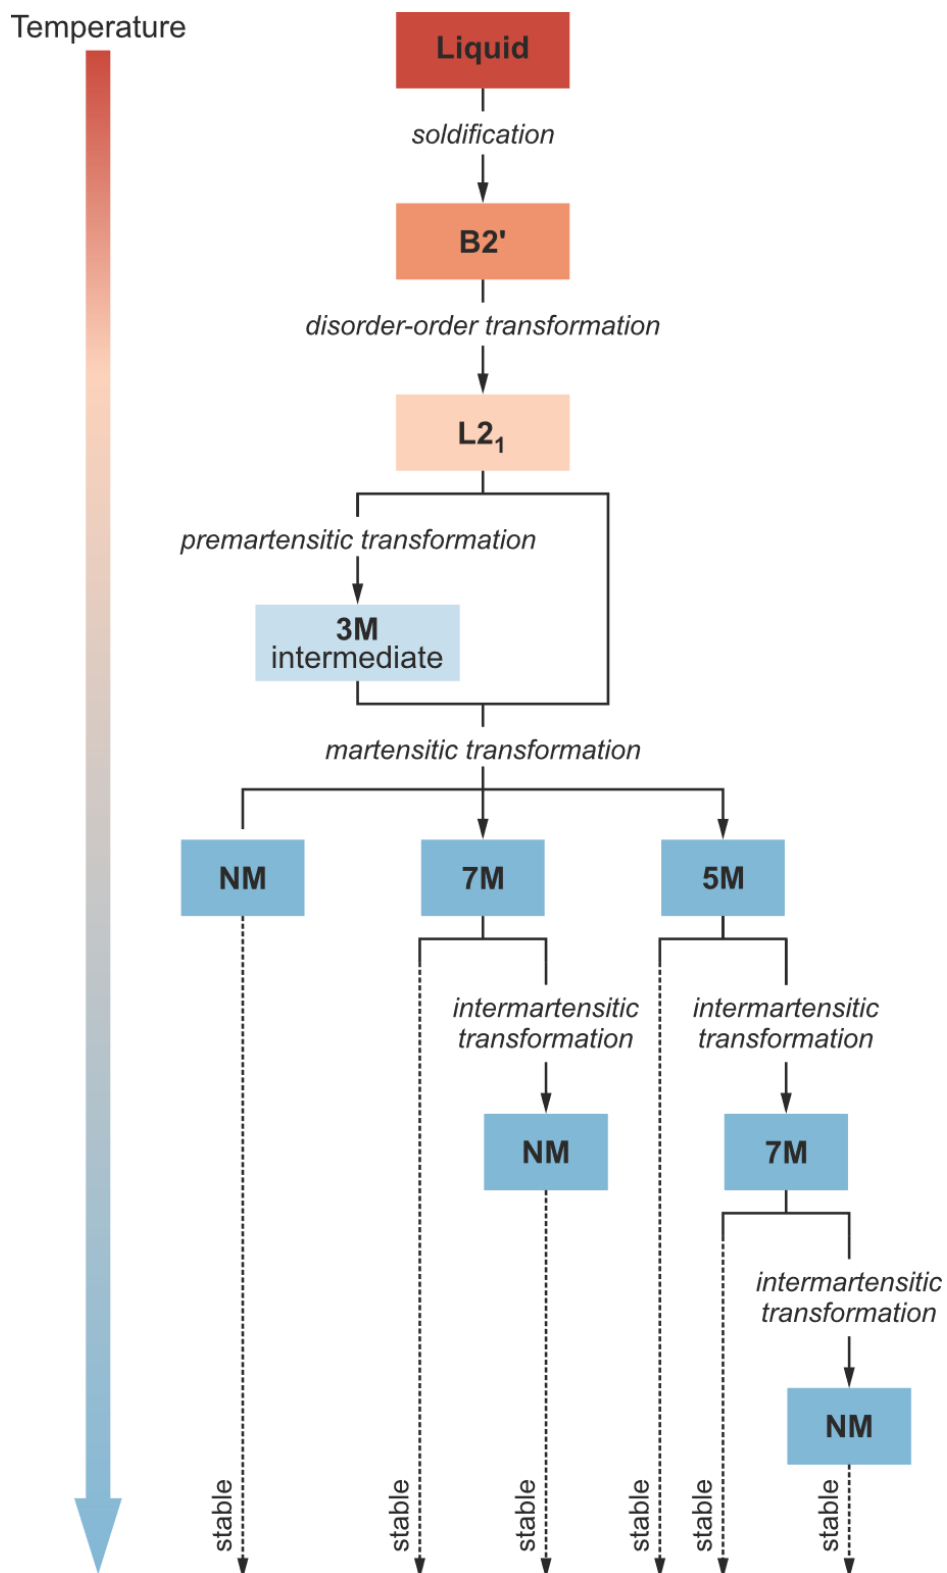 Temperature
Liquid
soldification
B2'
disorder-order transformation
L2₁
premartensitic transformation
3M
intermediate
martensitic transformation
NM
7M
5M
intermartensitic
transformation
intermartensitic
transformation
NM
7M
intermartensitic
transformation
NM
stable
stable
stable
stable
stable
stable